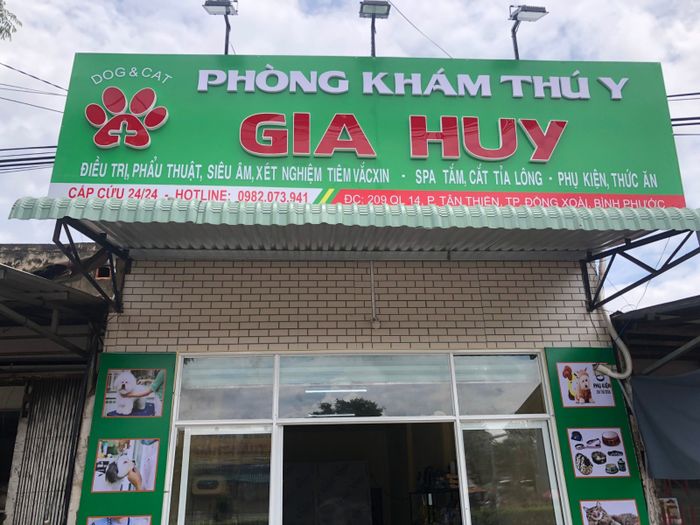 DOG & CAT
PHÒNG KHÁM THÚ Y
GIA HUY
ĐIỀU TRỊ, PHẨU THUẬT, SIÊU ÂM, XÉT NGHIỆM TIÊM VẮCXIN - SPA TẮM, CẮT TỈA LÔNG - PHỤ KIỆN, THỨC ĂN
CẤP CỨU 24/24 - HOTLINE: 0982.073.941
ĐC: 209 QL 14, P. TÂN THIỆN, TP. ĐỒNG XOÀI, BÌNH PHƯỚC
PHỤ KIỆN